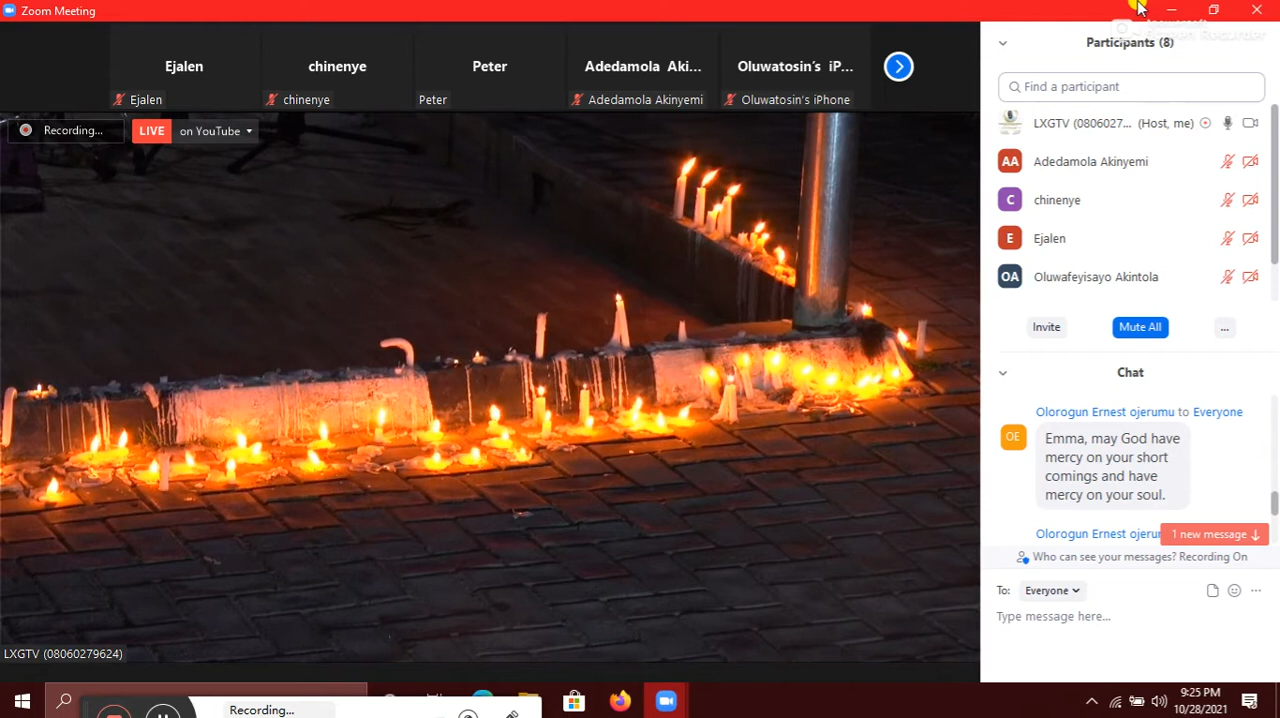 Zoom Meeting
Screen Recorder
Ejalen
chinenye
Peter
Adedamola Aki...
Oluwatosin's iP...
Ejalen
chinenye
Peter
Adedamola Akinyemi
Oluwatosin's iPhone
Recording...
LIVE
on YouTube
LXGTV (08060279624)
Participants (8)
Find a participant
LXGTV (0806027... (Host, me)
AA
Adedamola Akinyemi
C
chinenye
E
Ejalen
OA
Oluwafeyisayo Akintola
Invite
Mute All
...
Chat
Olorogun Ernest ojerumu to Everyone
OE
Emma, may God have
mercy on your short
comings and have
mercy on your soul.
Olorogun Ernest ojerur
1 new message
Who can see your messages? Recording On
To: Everyone
Type message here...
Recording...
9:25 PM
10/28/2021